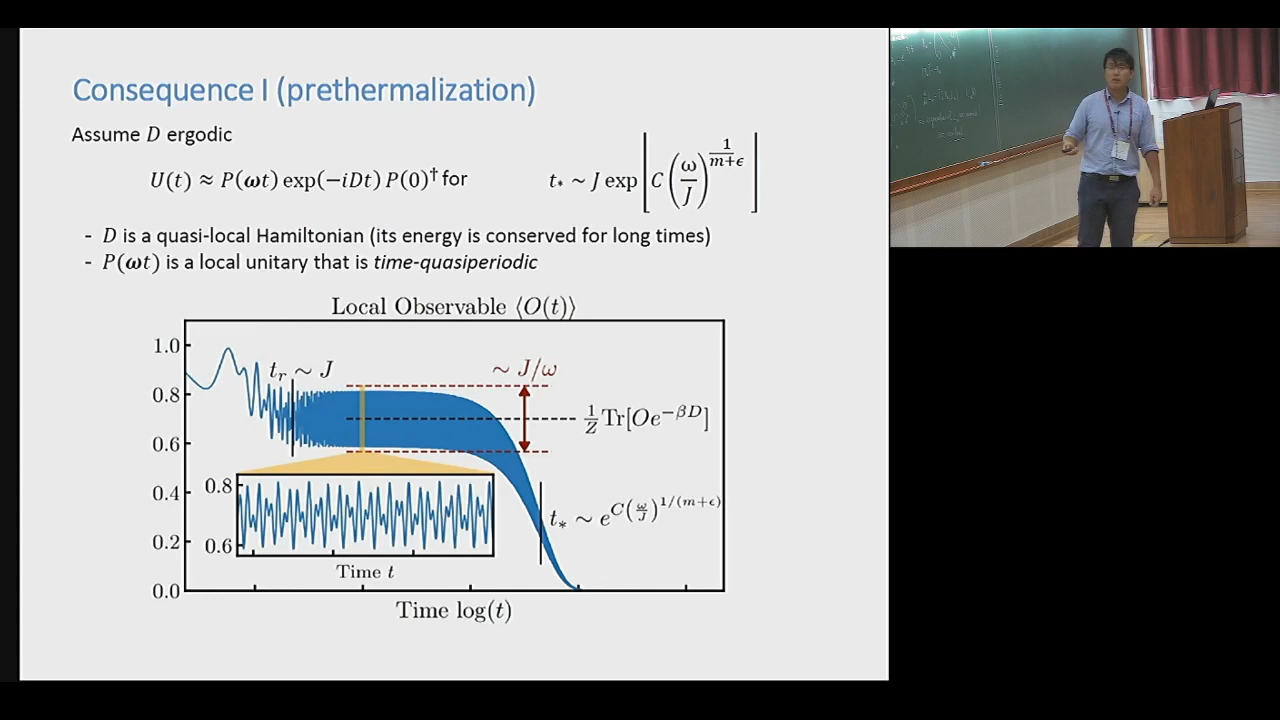 Consequence I (prethermalization)
Assume D ergodic
U(t) ≈ P(ωt) exp(−iDt) P(0)† for t* ~ J exp⌊C(ω/J)^(1/(m+ϵ))⌋
- D is a quasi-local Hamiltonian (its energy is conserved for long times)
- P(ωt) is a local unitary that is time-quasiperiodic
Local Observable ⟨O(t)⟩
1.0
0.8
0.6
0.4
0.2
0.0
t_r ~ J
~ J/ω
1/Z Tr[Oe^(−βD)]
t* ~ e^(C(ω/J)^(1/(m+ϵ)))
0.8
0.6
Time t
Time log(t)